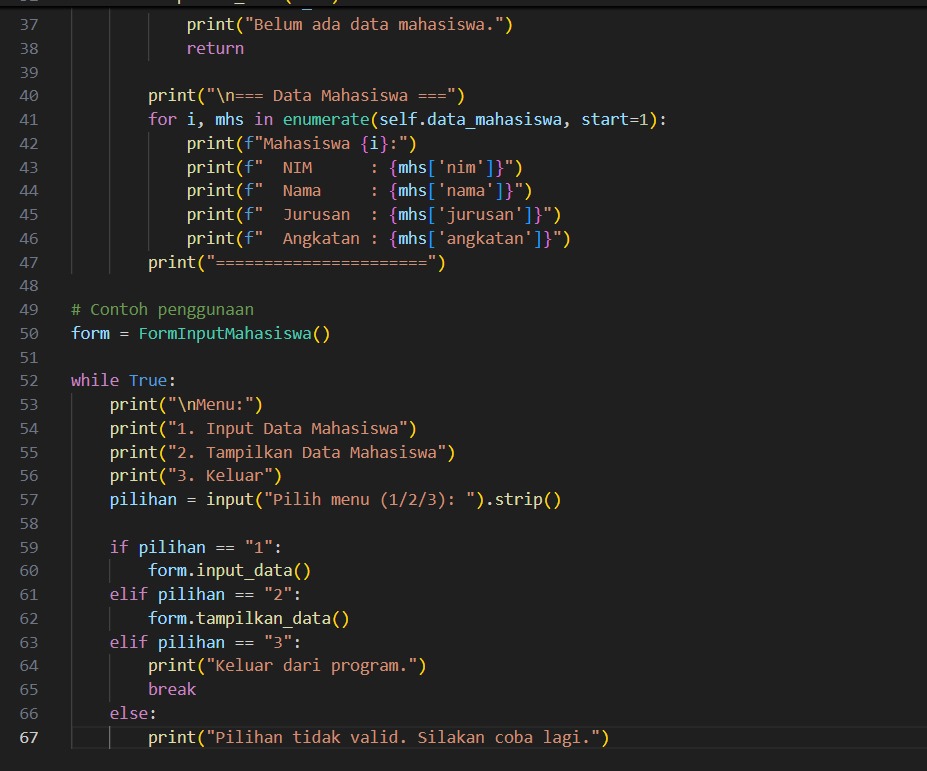 37                 print("Belum ada data mahasiswa.")
38                 return
39
40             print("\n=== Data Mahasiswa ===")
41             for i, mhs in enumerate(self.data_mahasiswa, start=1):
42                 print(f"Mahasiswa {i}:")
43                 print(f"  NIM      : {mhs['nim']}")
44                 print(f"  Nama     : {mhs['nama']}")
45                 print(f"  Jurusan  : {mhs['jurusan']}")
46                 print(f"  Angkatan : {mhs['angkatan']}")
47             print("======================")
48
49     # Contoh penggunaan
50     form = FormInputMahasiswa()
51
52     while True:
53         print("\nMenu:")
54         print("1. Input Data Mahasiswa")
55         print("2. Tampilkan Data Mahasiswa")
56         print("3. Keluar")
57         pilihan = input("Pilih menu (1/2/3): ").strip()
58
59         if pilihan == "1":
60             form.input_data()
61         elif pilihan == "2":
62             form.tampilkan_data()
63         elif pilihan == "3":
64             print("Keluar dari program.")
65             break
66         else:
67             print("Pilihan tidak valid. Silakan coba lagi.")